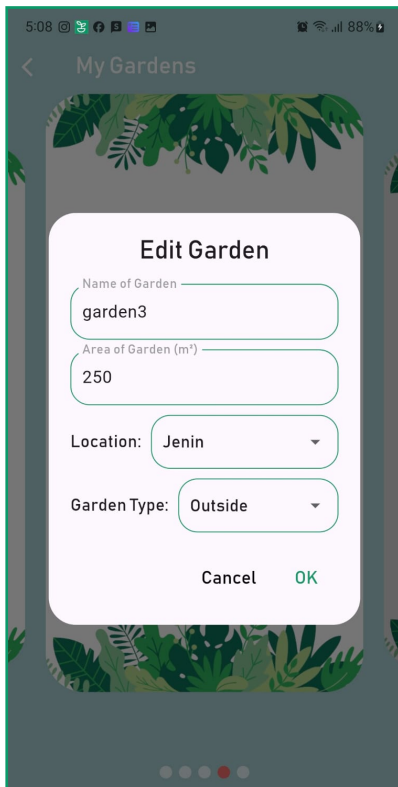 5:08 88%
My Gardens
Edit Garden
Name of Garden
garden3
Area of Garden (m²)
250
Location: Jenin
Garden Type: Outside
Cancel OK